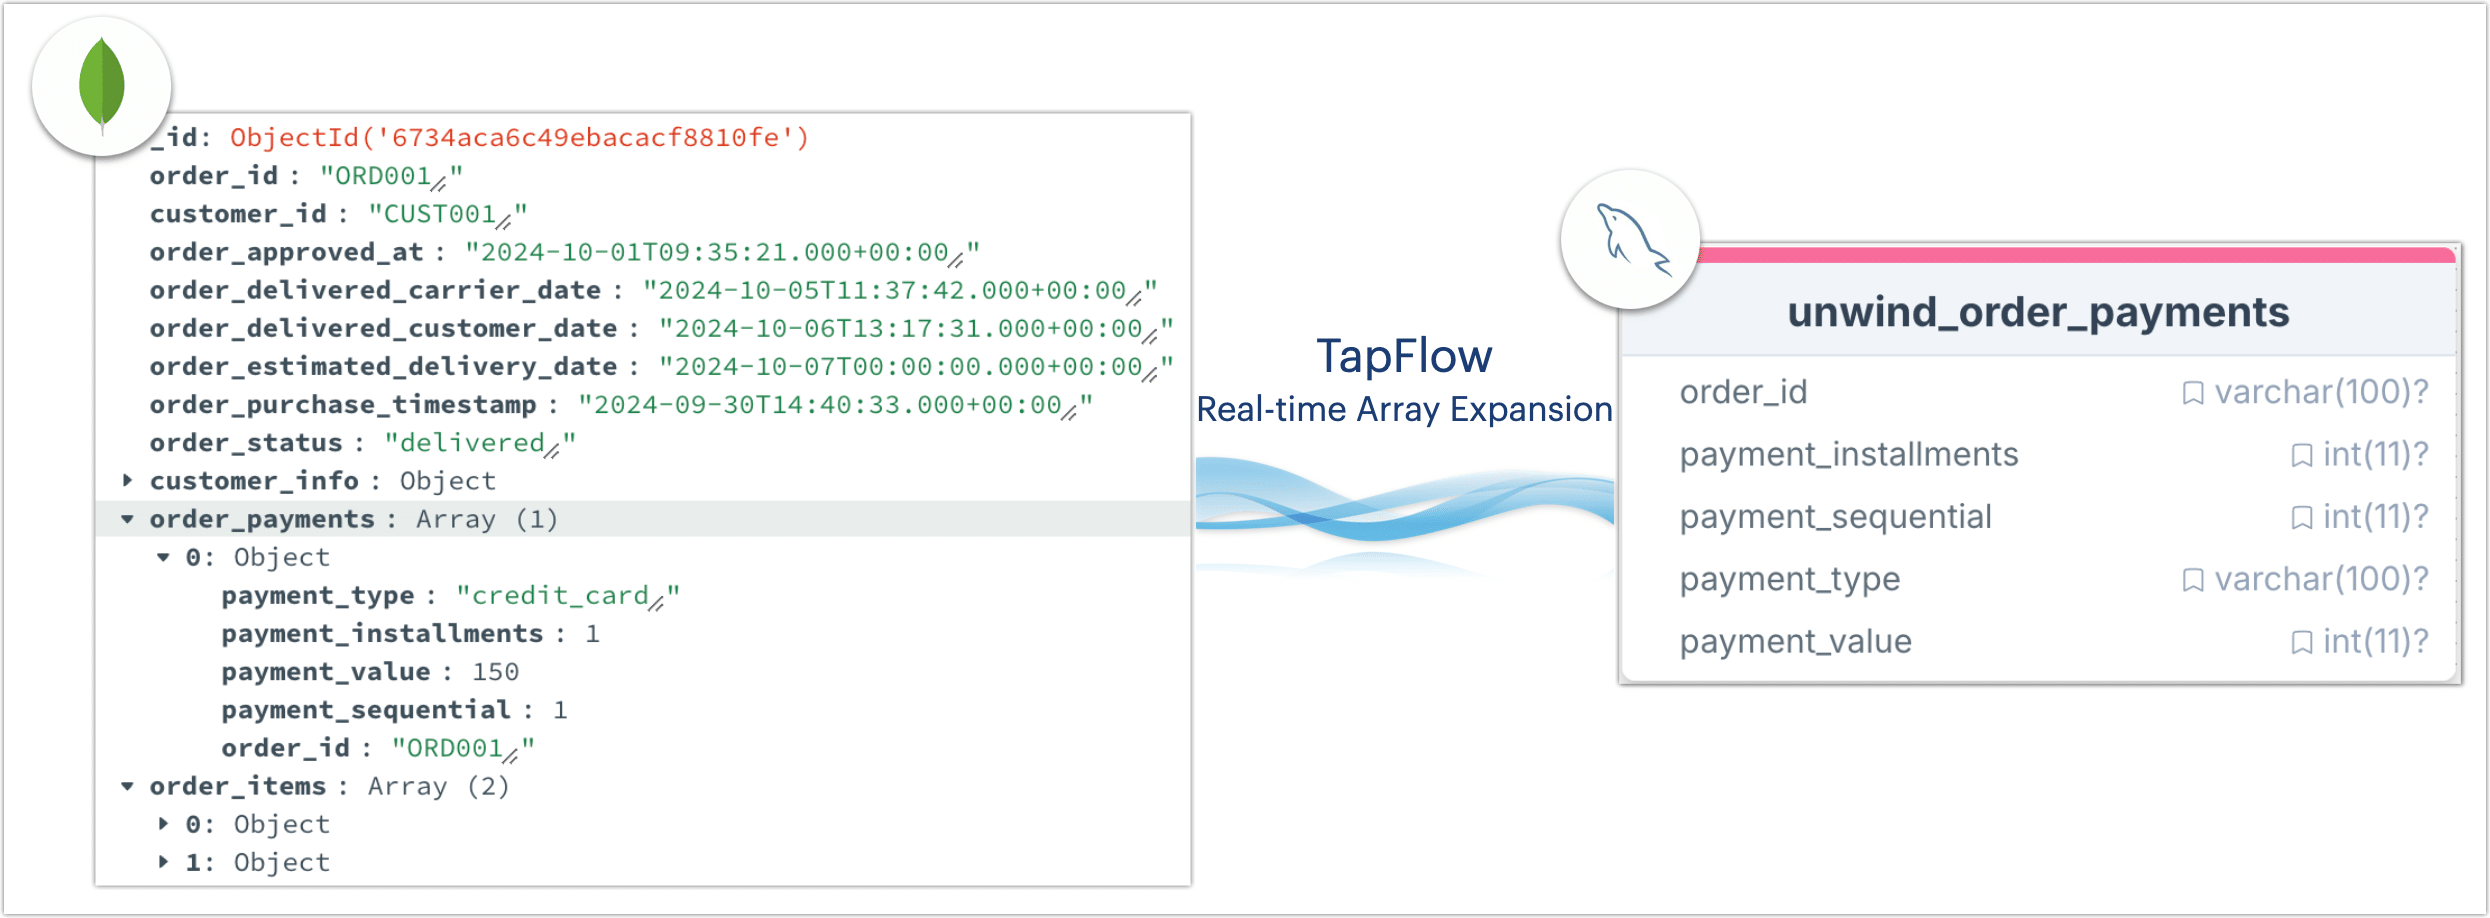 _id: ObjectId('6734aca6c49ebacacf8810fe')
order_id : "ORD001"
customer_id : "CUST001"
order_approved_at : "2024-10-01T09:35:21.000+00:00"
order_delivered_carrier_date : "2024-10-05T11:37:42.000+00:00"
order_delivered_customer_date : "2024-10-06T13:17:31.000+00:00"
order_estimated_delivery_date : "2024-10-07T00:00:00.000+00:00"
order_purchase_timestamp : "2024-09-30T14:40:33.000+00:00"
order_status : "delivered"
customer_info : Object
order_payments : Array (1)
0: Object
payment_type : "credit_card"
payment_installments : 1
payment_value : 150
payment_sequential : 1
order_id : "ORD001"
order_items : Array (2)
0: Object
1: Object
TapFlow
Real-time Array Expansion
unwind_order_payments
order_id varchar(100)?
payment_installments int(11)?
payment_sequential int(11)?
payment_type varchar(100)?
payment_value int(11)?